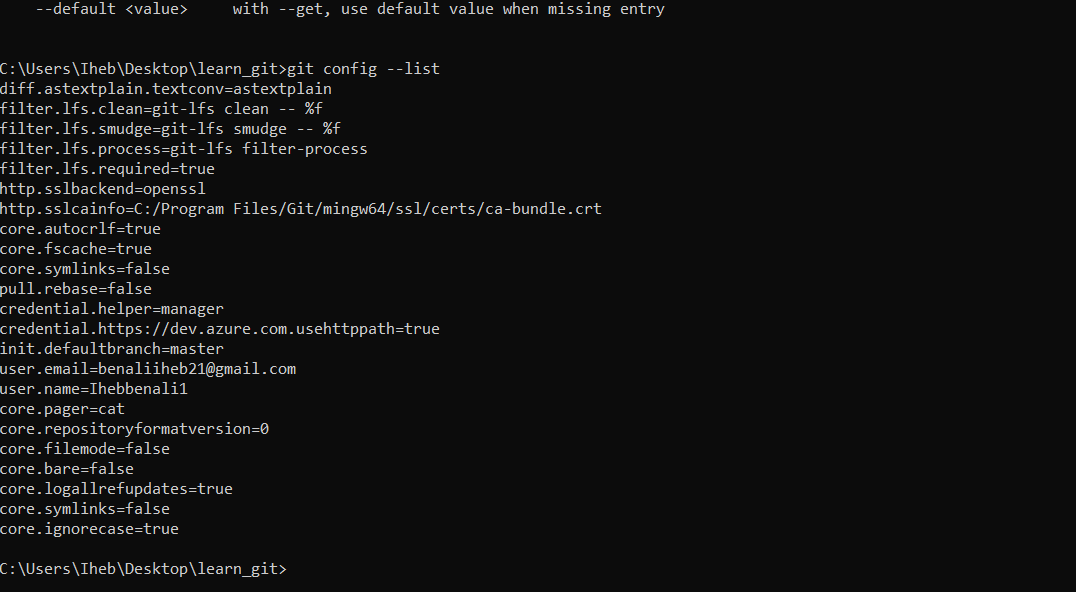 --default <value>     with --get, use default value when missing entry
C:\Users\Iheb\Desktop\learn_git>git config --list
diff.astextplain.textconv=astextplain
filter.lfs.clean=git-lfs clean -- %f
filter.lfs.smudge=git-lfs smudge -- %f
filter.lfs.process=git-lfs filter-process
filter.lfs.required=true
http.sslbackend=openssl
http.sslcainfo=C:/Program Files/Git/mingw64/ssl/certs/ca-bundle.crt
core.autocrlf=true
core.fscache=true
core.symlinks=false
pull.rebase=false
credential.helper=manager
credential.https://dev.azure.com.usehttppath=true
init.defaultbranch=master
user.email=benaliiheb21@gmail.com
user.name=Ihebbenali1
core.pager=cat
core.repositoryformatversion=0
core.filemode=false
core.bare=false
core.logallrefupdates=true
core.symlinks=false
core.ignorecase=true
C:\Users\Iheb\Desktop\learn_git>